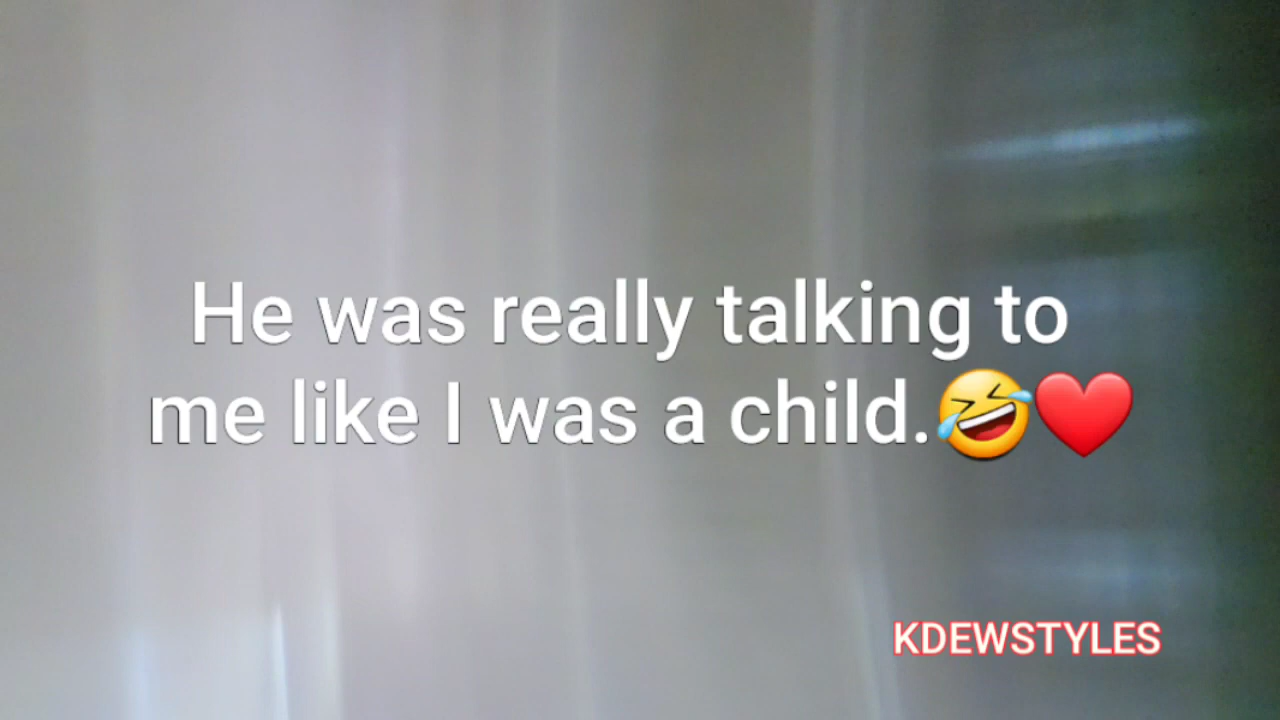 He was really talking to
me like I was a child.🤣❤️
KDEWSTYLES